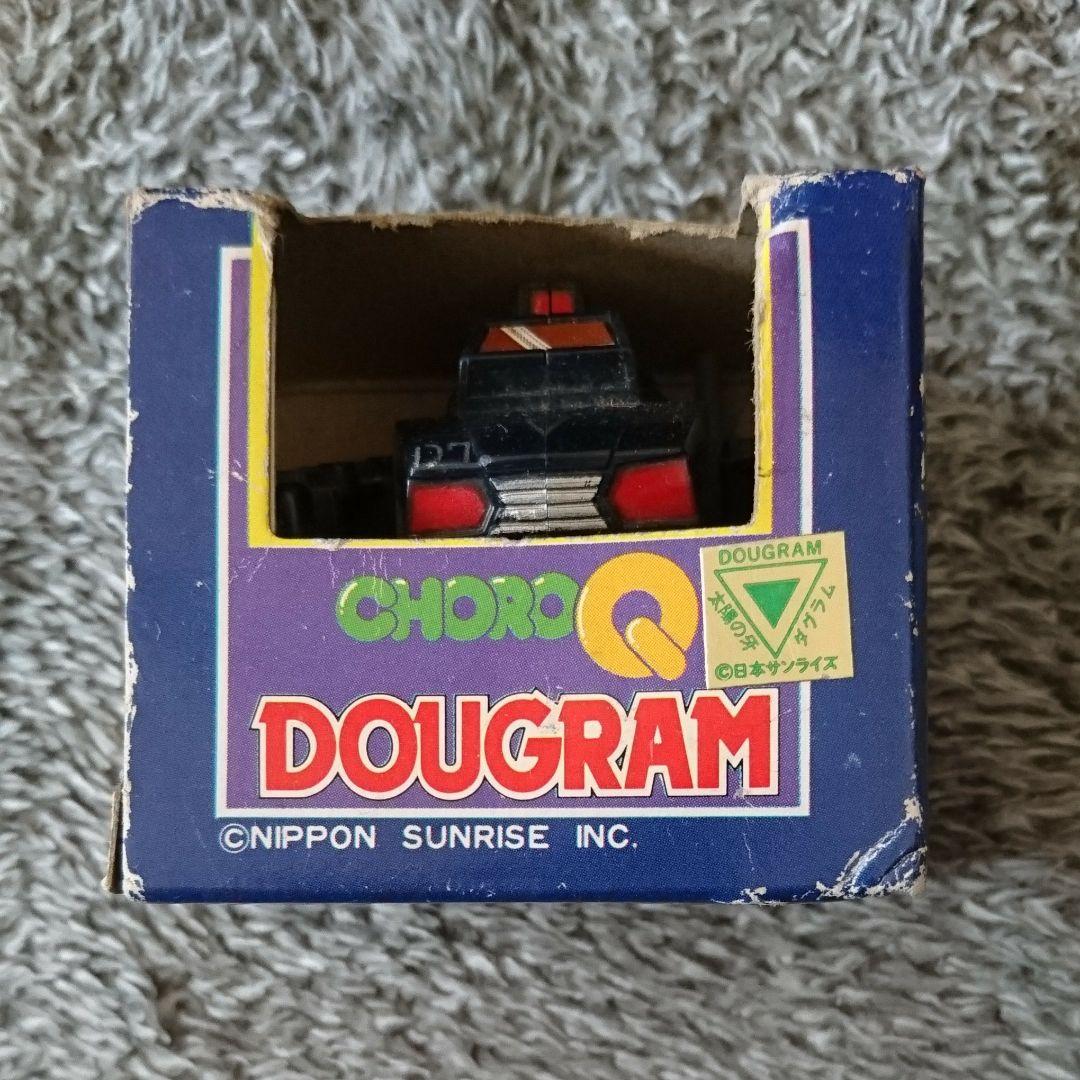 127
CHORO Q
DOUGRAM
太陽の牙
ダグラム
©日本サンライズ
DOUGRAM
©NIPPON SUNRISE INC.